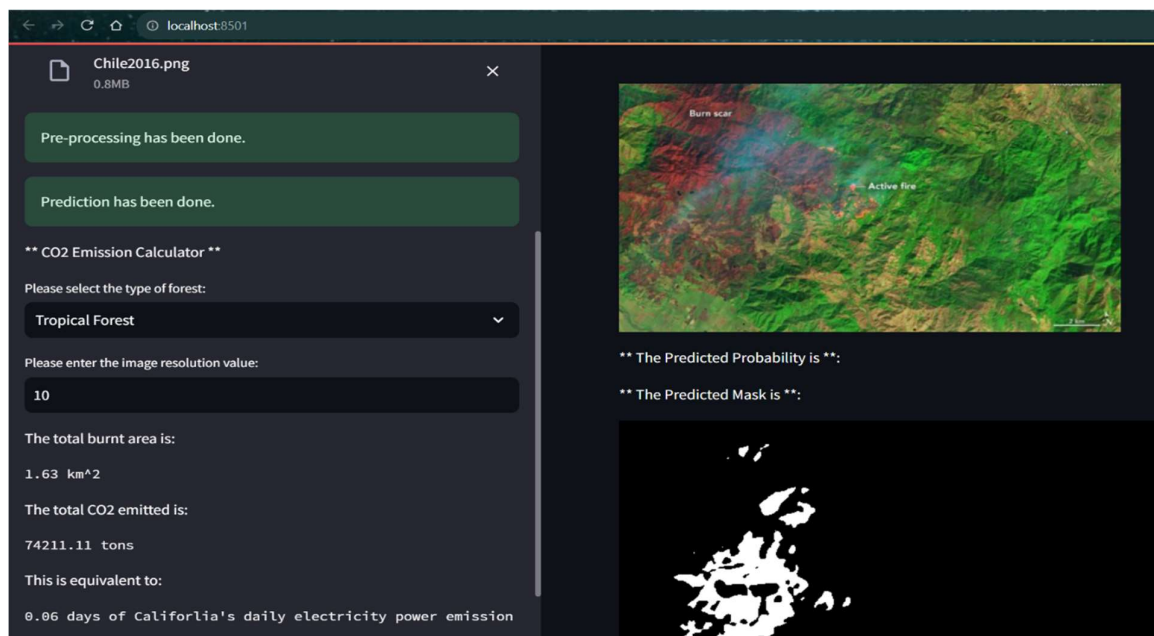 localhost:8501
Chile2016.png
0.8MB
Pre-processing has been done.
Prediction has been done.
** CO2 Emission Calculator **
Please select the type of forest:
Tropical Forest
Please enter the image resolution value:
10
The total burnt area is:
1.63 km^2
The total CO2 emitted is:
74211.11 tons
This is equivalent to:
0.06 days of Califorlia's daily electricity power emission
Burn scar
Active fire
2 km
N
** The Predicted Probability is **:
** The Predicted Mask is **: